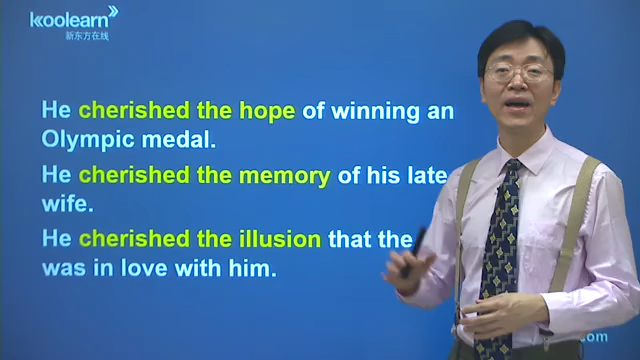 koolearn
新东方在线
He cherished the hope of winning an
Olympic medal.
He cherished the memory of his late
wife.
He cherished the illusion that the
was in love with him.
.com